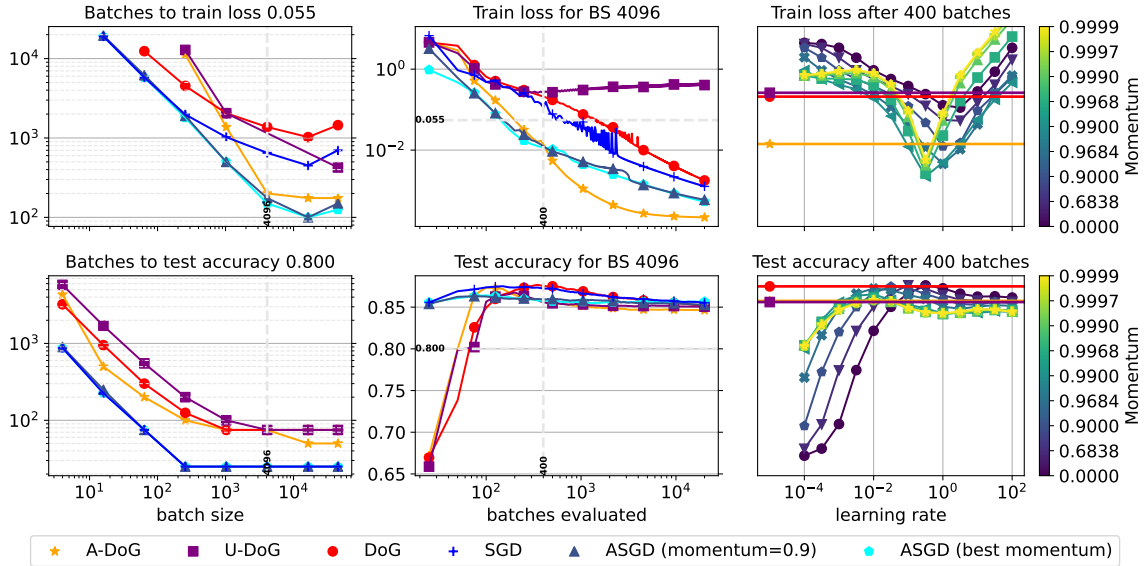 Batches to train loss 0.055
Train loss for BS 4096
Train loss after 400 batches
10^4
10^3
10^2
4096
10^0
10^-2
0.055
400
0.9999
0.9997
0.9990
0.9968
0.9900
0.9684
0.9000
0.6838
0.0000
Momentum
Batches to test accuracy 0.800
Test accuracy for BS 4096
Test accuracy after 400 batches
10^3
10^2
4096
10^1 10^2 10^3 10^4
batch size
0.85
0.80
0.75
0.70
0.65
0.800
400
10^2 10^3 10^4
batches evaluated
10^-4 10^-2 10^0 10^2
learning rate
0.9999
0.9997
0.9990
0.9968
0.9900
0.9684
0.9000
0.6838
0.0000
Momentum
A-DoG U-DoG DoG SGD ASGD (momentum=0.9) ASGD (best momentum)